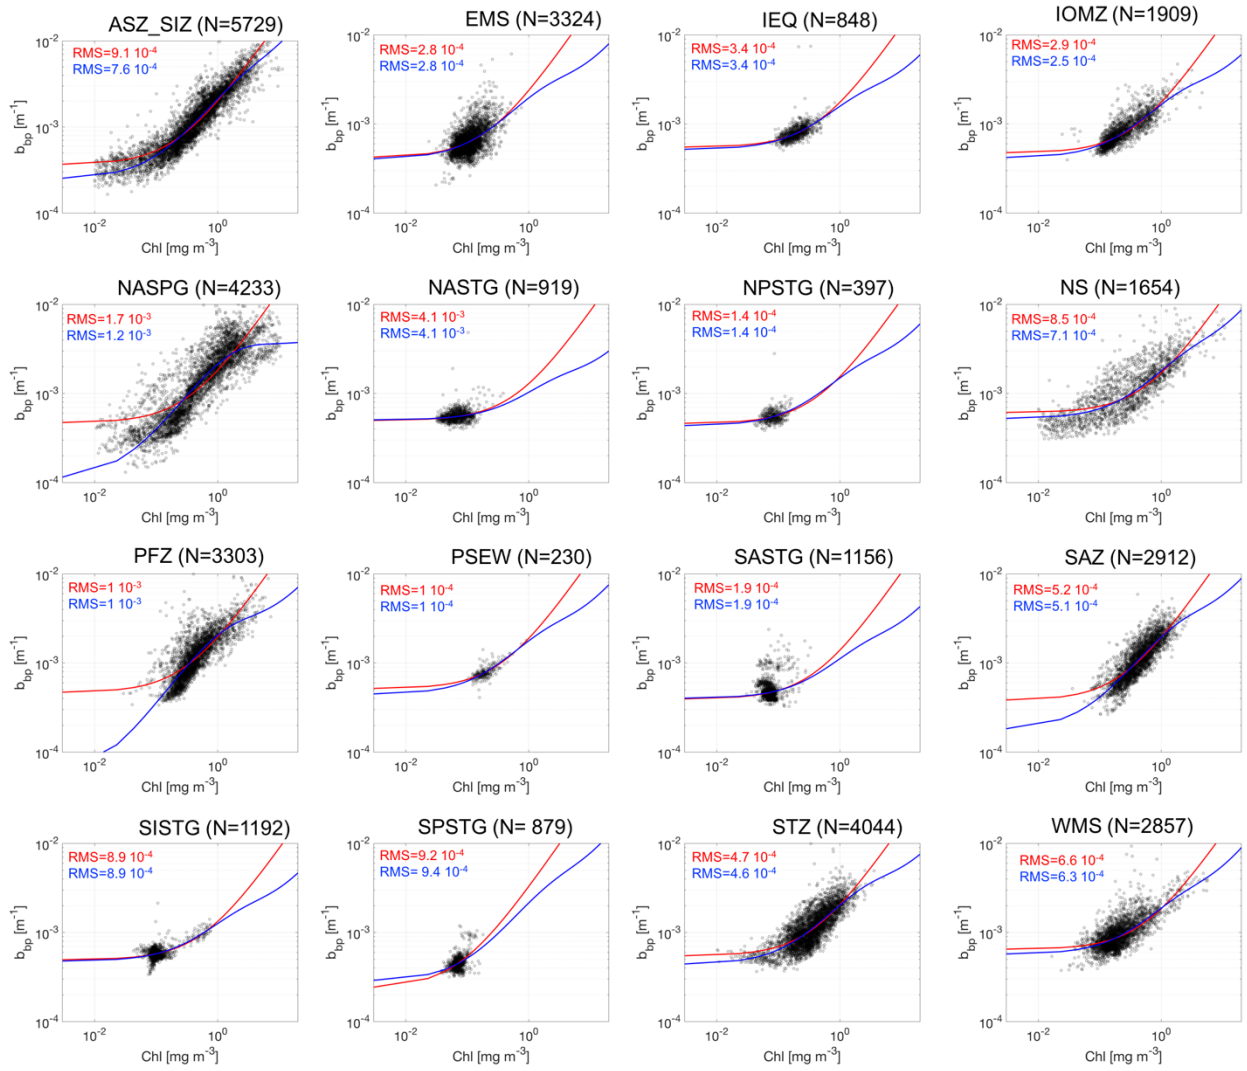 ASZ_SIZ (N=5729)
RMS=9.1 10⁻⁴
RMS=7.6 10⁻⁴
10⁻²
10⁻³
10⁻⁴
b_bp [m⁻¹]
10⁻² 10⁰
Chl [mg m⁻³]
EMS (N=3324)
RMS=2.8 10⁻⁴
RMS=2.8 10⁻⁴
10⁻²
10⁻³
10⁻⁴
b_bp [m⁻¹]
10⁻² 10⁰
Chl [mg m⁻³]
IEQ (N=848)
RMS=3.4 10⁻⁴
RMS=3.4 10⁻⁴
10⁻²
10⁻³
10⁻⁴
b_bp [m⁻¹]
10⁻² 10⁰
Chl [mg m⁻³]
IOMZ (N=1909)
RMS=2.9 10⁻⁴
RMS=2.5 10⁻⁴
10⁻²
10⁻³
10⁻⁴
b_bp [m⁻¹]
10⁻² 10⁰
Chl [mg m⁻³]
NASPG (N=4233)
RMS=1.7 10⁻³
RMS=1.2 10⁻³
10⁻²
10⁻³
10⁻⁴
b_bp [m⁻¹]
10⁻² 10⁰
Chl [mg m⁻³]
NASTG (N=919)
RMS=4.1 10⁻³
RMS=4.1 10⁻³
10⁻²
10⁻³
10⁻⁴
b_bp [m⁻¹]
10⁻² 10⁰
Chl [mg m⁻³]
NPSTG (N=397)
RMS=1.4 10⁻⁴
RMS=1.4 10⁻⁴
10⁻²
10⁻³
10⁻⁴
b_bp [m⁻¹]
10⁻² 10⁰
Chl [mg m⁻³]
NS (N=1654)
RMS=8.5 10⁻⁴
RMS=7.1 10⁻⁴
10⁻²
10⁻³
10⁻⁴
b_bp [m⁻¹]
10⁻² 10⁰
Chl [mg m⁻³]
PFZ (N=3303)
RMS=1 10⁻³
RMS=1 10⁻³
10⁻²
10⁻³
10⁻⁴
b_bp [m⁻¹]
10⁻² 10⁰
Chl [mg m⁻³]
PSEW (N=230)
RMS=1 10⁻⁴
RMS=1 10⁻⁴
10⁻²
10⁻³
10⁻⁴
b_bp [m⁻¹]
10⁻² 10⁰
Chl [mg m⁻³]
SASTG (N=1156)
RMS=1.9 10⁻⁴
RMS=1.9 10⁻⁴
10⁻²
10⁻³
10⁻⁴
b_bp [m⁻¹]
10⁻² 10⁰
Chl [mg m⁻³]
SAZ (N=2912)
RMS=5.2 10⁻⁴
RMS=5.1 10⁻⁴
10⁻²
10⁻³
10⁻⁴
b_bp [m⁻¹]
10⁻² 10⁰
Chl [mg m⁻³]
SISTG (N=1192)
RMS=8.9 10⁻⁴
RMS=8.9 10⁻⁴
10⁻²
10⁻³
10⁻⁴
b_bp [m⁻¹]
10⁻² 10⁰
Chl [mg m⁻³]
SPSTG (N= 879)
RMS=9.2 10⁻⁴
RMS= 9.4 10⁻⁴
10⁻²
10⁻³
10⁻⁴
b_bp [m⁻¹]
10⁻² 10⁰
Chl [mg m⁻³]
STZ (N=4044)
RMS=4.7 10⁻⁴
RMS=4.6 10⁻⁴
10⁻²
10⁻³
10⁻⁴
b_bp [m⁻¹]
10⁻² 10⁰
Chl [mg m⁻³]
WMS (N=2857)
RMS=6.6 10⁻⁴
RMS=6.3 10⁻⁴
10⁻²
10⁻³
10⁻⁴
b_bp [m⁻¹]
10⁻² 10⁰
Chl [mg m⁻³]